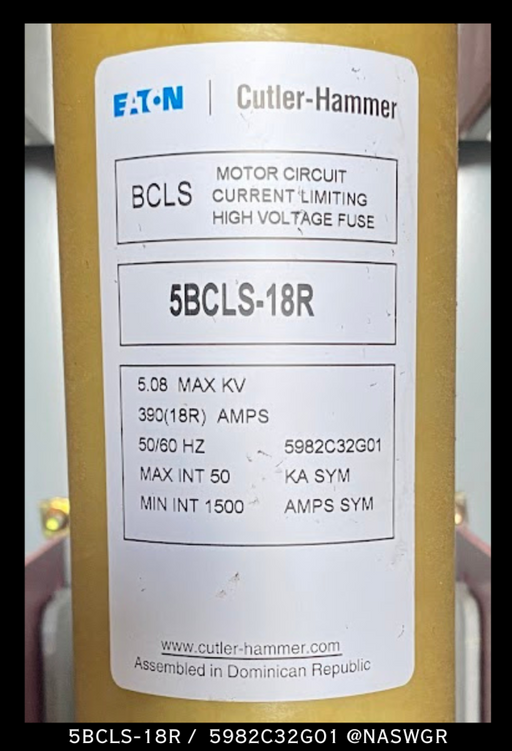 EATON | Cutler-Hammer
BCLS
MOTOR CIRCUIT
CURRENT LIMITING
HIGH VOLTAGE FUSE
5BCLS-18R
5.08 MAX KV
390(18R) AMPS
50/60 HZ 5982C32G01
MAX INT 50 KA SYM
MIN INT 1500 AMPS SYM
www.cutler-hammer.com
Assembled in Dominican Republic
5BCLS-18R / 5982C32G01 @NASWGR